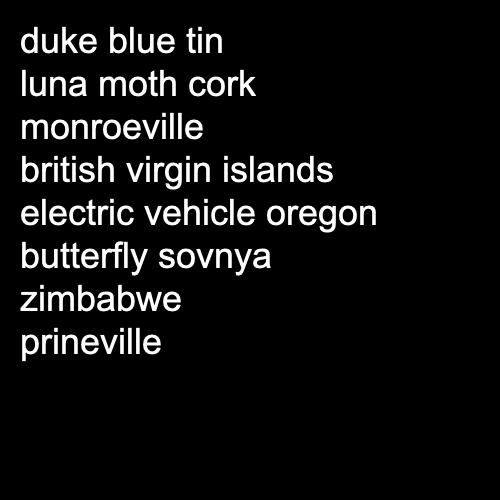 duke blue tin
luna moth cork
monroeville
british virgin islands
electric vehicle oregon
butterfly sovnya
zimbabwe
prineville